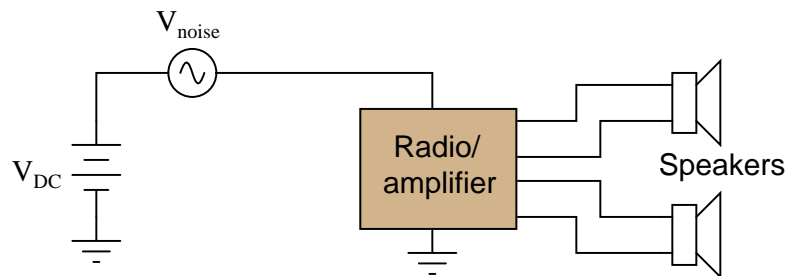 V_noise
V_DC
Radio/
amplifier
Speakers